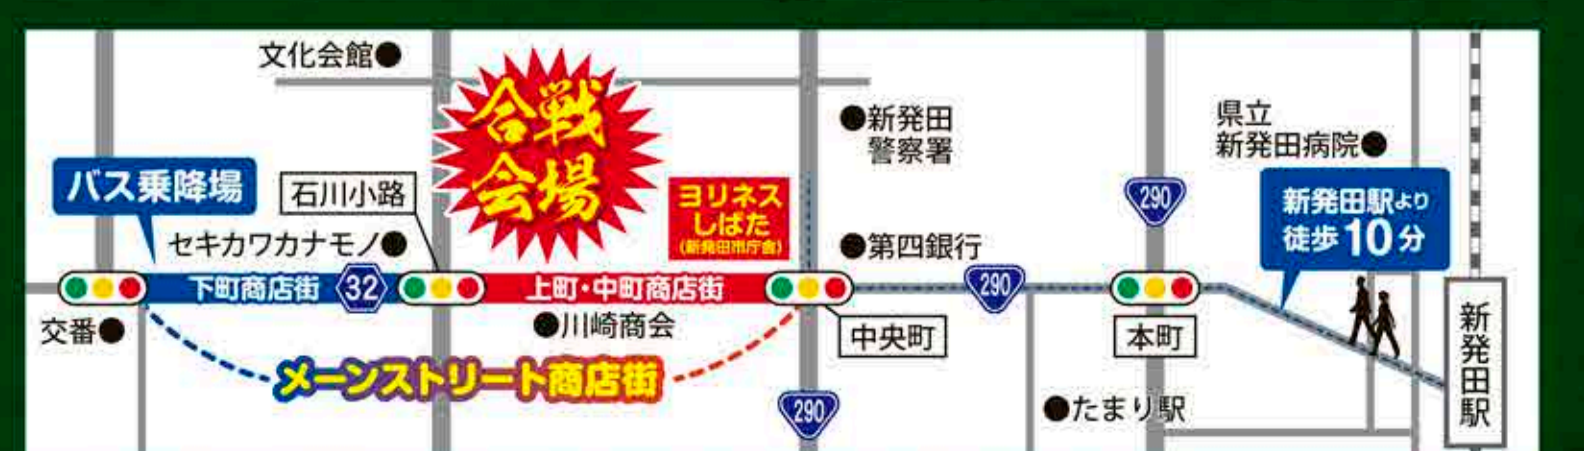 文化会館
合戦
会場
新発田
警察署
県立
新発田病院
290
バス乗降場
石川小路
ヨリネス
しばた
(新発田市庁舎)
新発田駅より
徒歩10分
セキカワカナモノ
第四銀行
下町商店街
32
上町・中町商店街
290
交番
川崎商会
中央町
本町
新発田駅
メーンストリート商店街
290
たまり駅